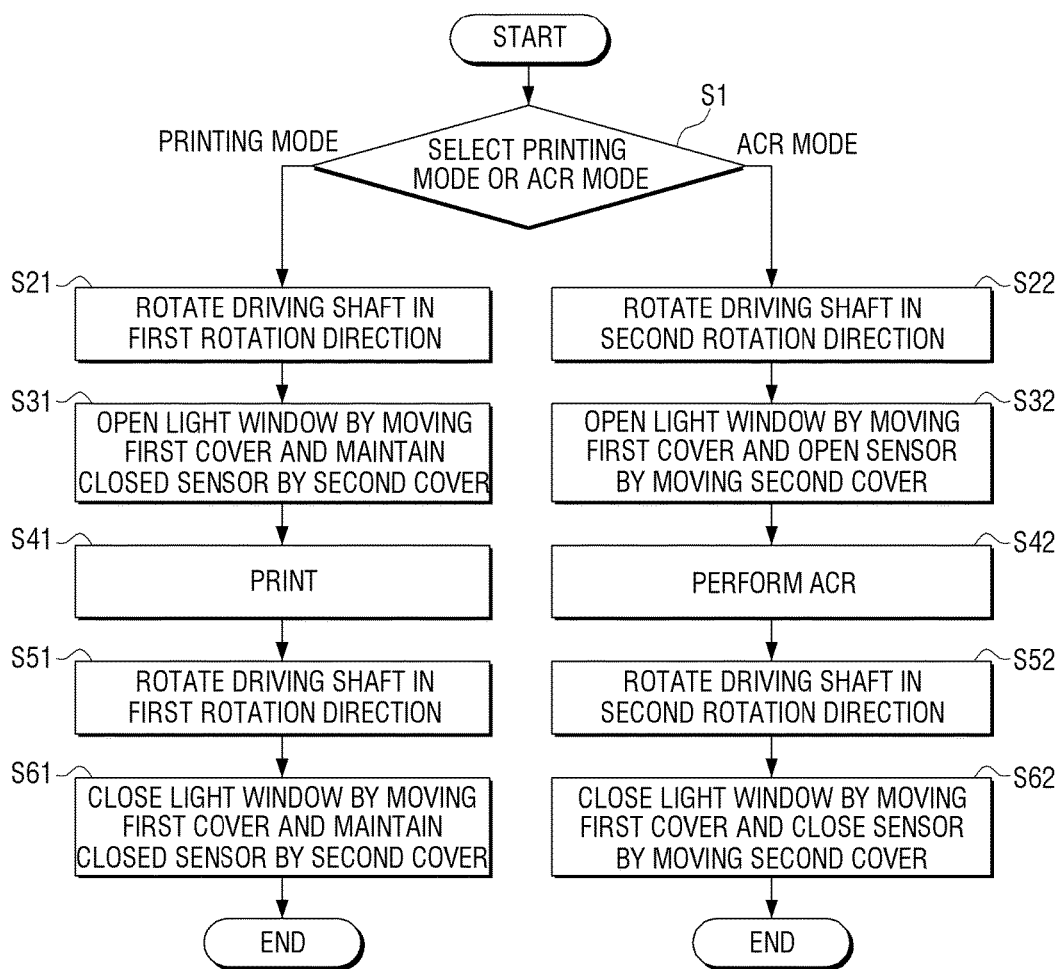 START
S1
PRINTING MODE
ACR MODE
SELECT PRINTING
MODE OR ACR MODE
S21
ROTATE DRIVING SHAFT IN
FIRST ROTATION DIRECTION
S22
ROTATE DRIVING SHAFT IN
SECOND ROTATION DIRECTION
S31
OPEN LIGHT WINDOW BY MOVING
FIRST COVER AND MAINTAIN
CLOSED SENSOR BY SECOND COVER
S32
OPEN LIGHT WINDOW BY MOVING
FIRST COVER AND OPEN SENSOR
BY MOVING SECOND COVER
S41
PRINT
S42
PERFORM ACR
S51
ROTATE DRIVING SHAFT IN
FIRST ROTATION DIRECTION
S52
ROTATE DRIVING SHAFT IN
SECOND ROTATION DIRECTION
S61
CLOSE LIGHT WINDOW BY MOVING
FIRST COVER AND MAINTAIN
CLOSED SENSOR BY SECOND COVER
S62
CLOSE LIGHT WINDOW BY MOVING
FIRST COVER AND CLOSE SENSOR
BY MOVING SECOND COVER
END
END